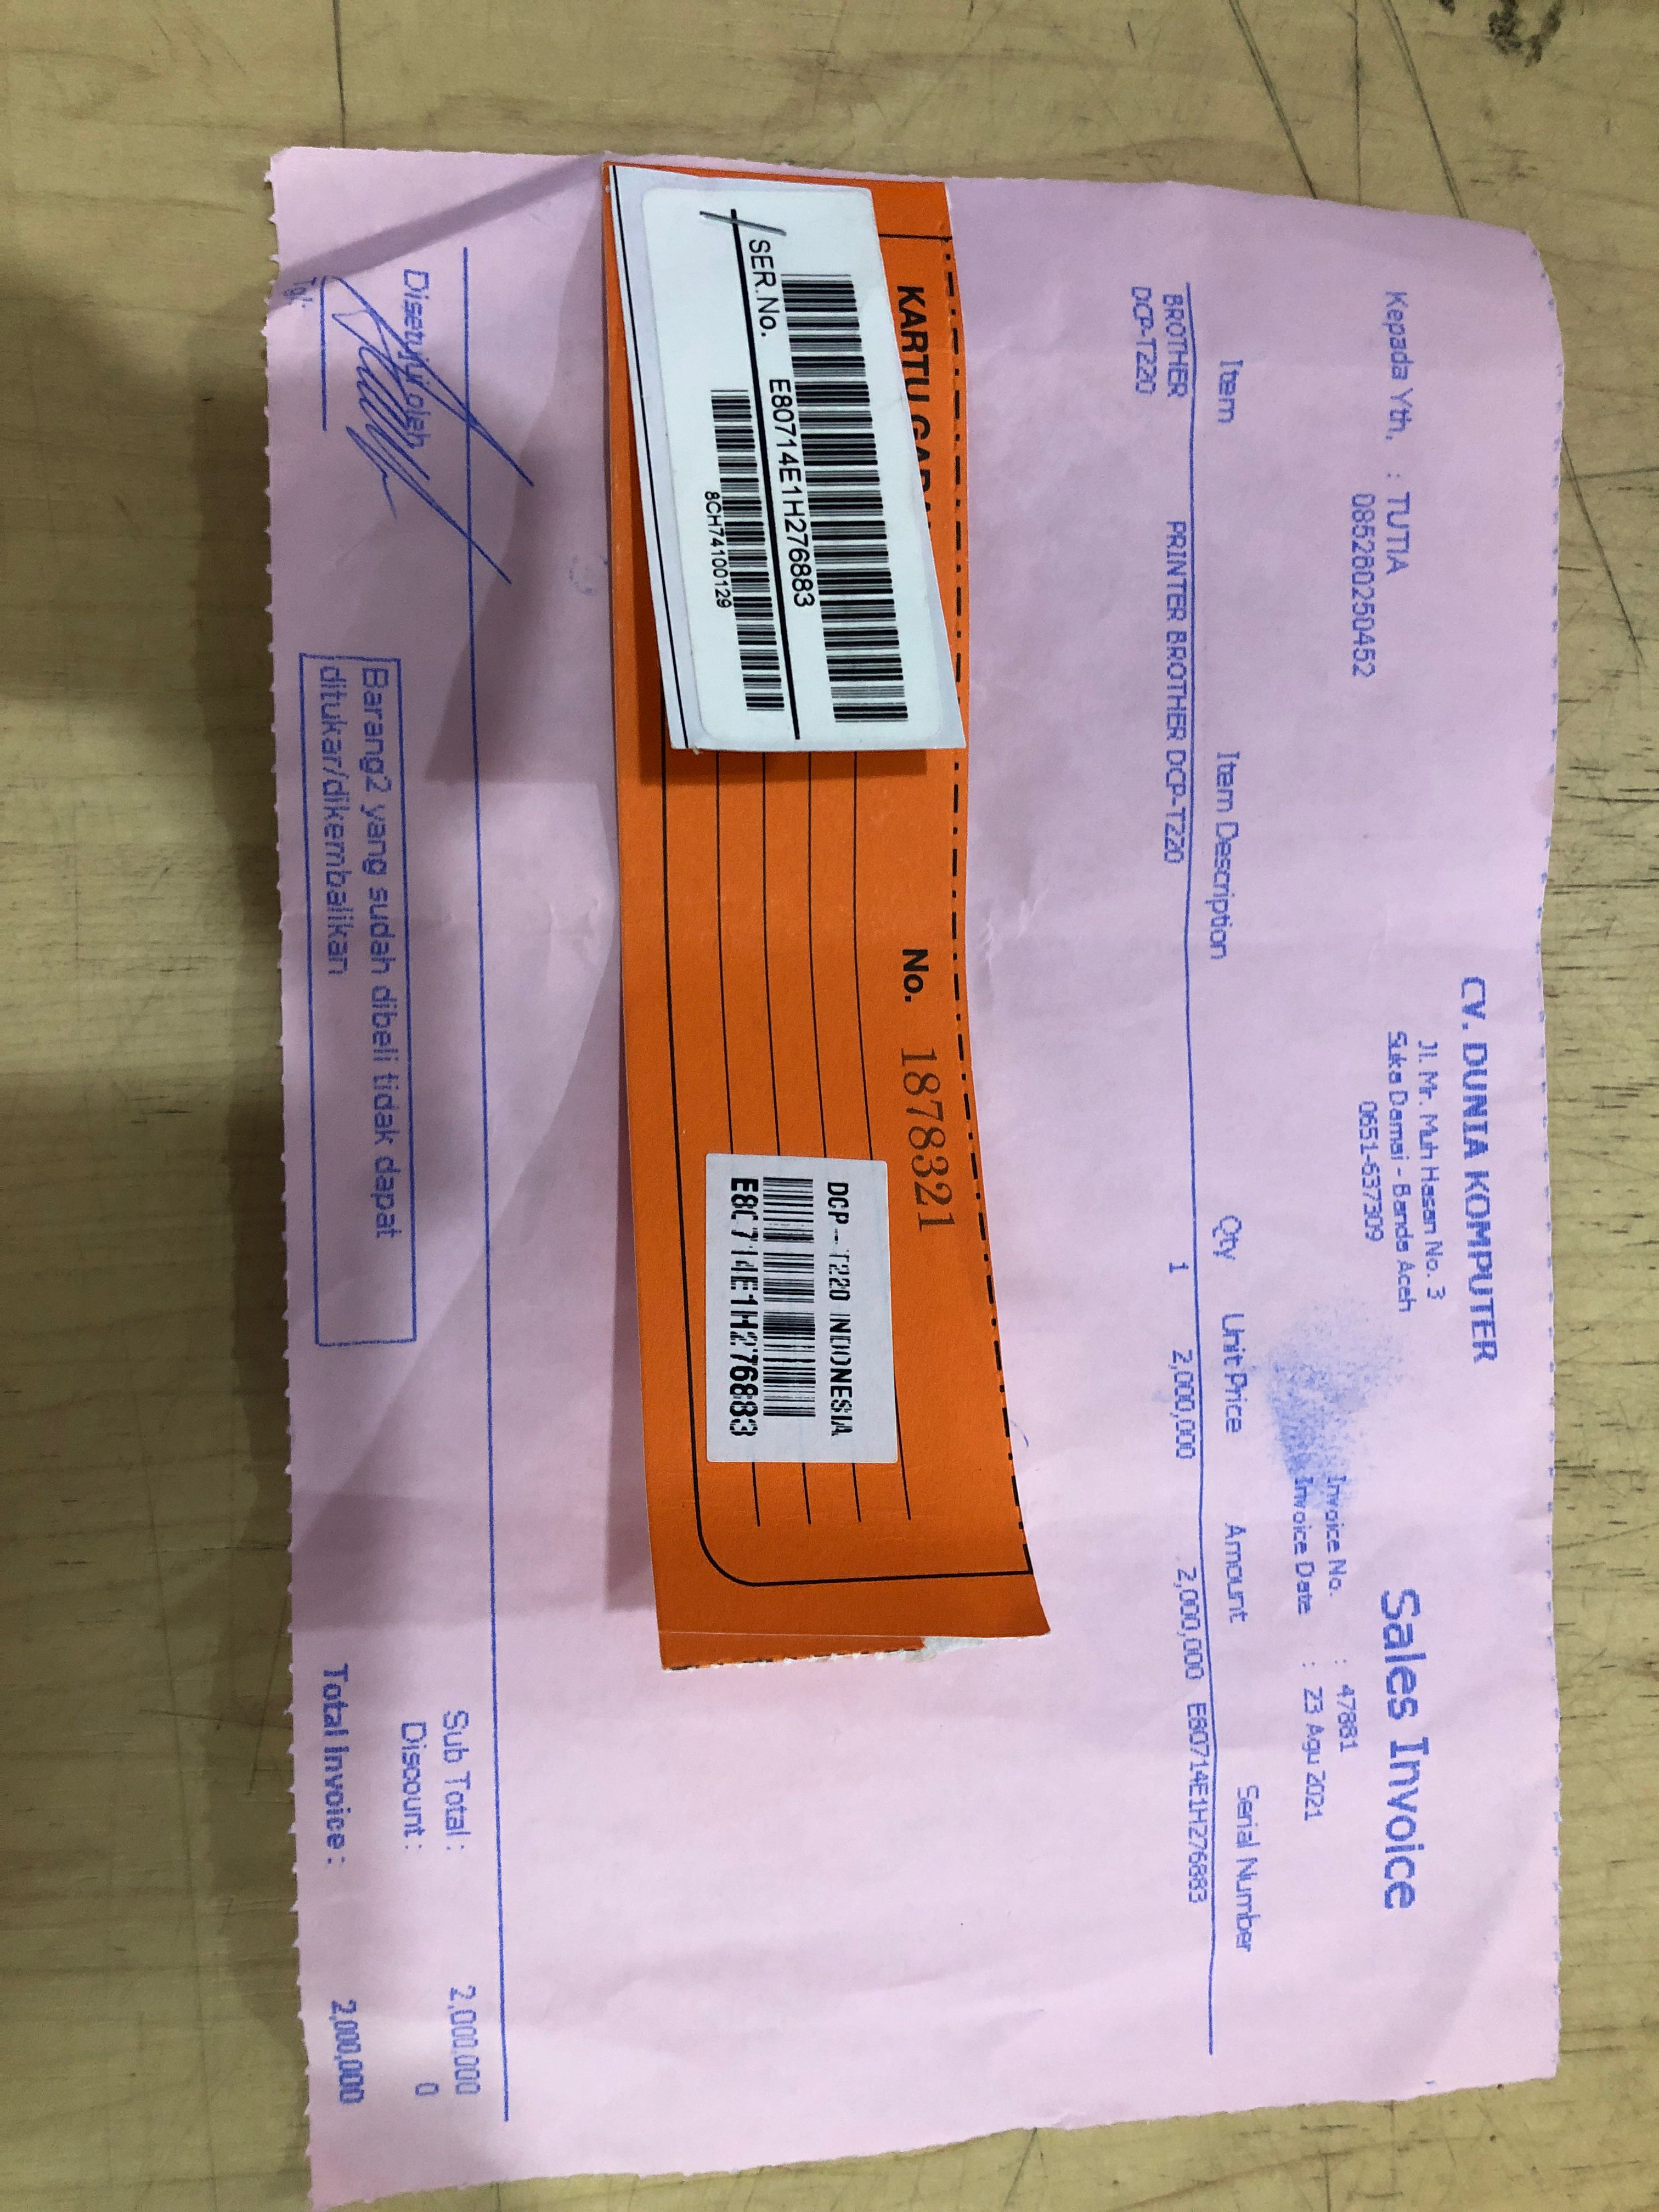 CV. DUNIA KOMPUTER
Jl. Mr. Muh Hasan No. 3
Suka Damai - Banda Aceh
0651-637309
Sales Invoice
Kepada Yth, : TUTIA
085260250452
Invoice No. : 47881
Invoice Date : 23 Agu 2021
Item Item Description Qty Unit Price Amount Serial Number
BROTHER PRINTER BROTHER DCP-T220 1 2,000,000 2,000,000 E80714E1H276883
DCP-T220
KARTU
No. 1878321
SER.No. E80714E1H276883
8CH74100129
DCP-T220 INDONESIA
E80714E1H276883
Disetujui oleh
Tgl.
Barang2 yang sudah dibeli tidak dapat
ditukar/dikembalikan
Sub Total : 2,000,000
Discount : 0
Total Invoice : 2,000,000